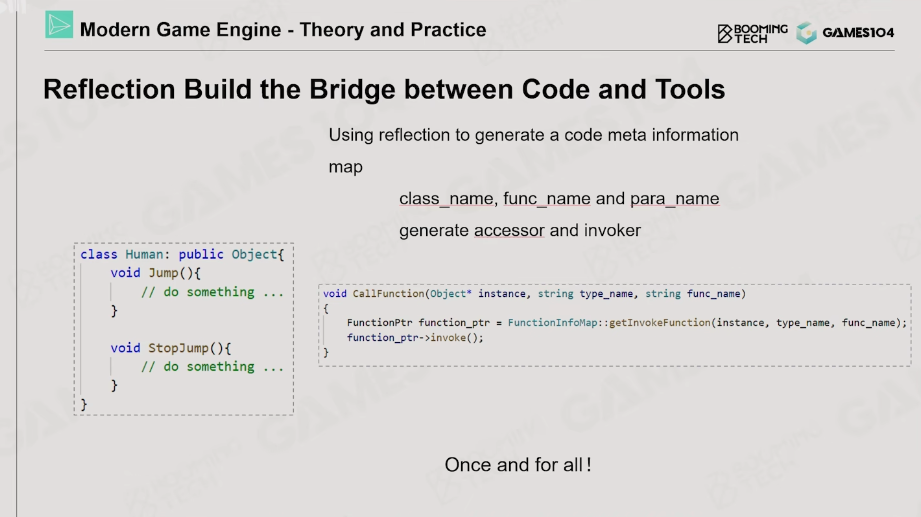 Modern Game Engine - Theory and Practice
BOOMING
TECH
GAMES104
Reflection Build the Bridge between Code and Tools
Using reflection to generate a code meta information
map
class_name, func_name and para_name
generate accessor and invoker
class Human: public Object{
void Jump(){
// do something ...
}
void StopJump(){
// do something ...
}
}
void CallFunction(Object* instance, string type_name, string func_name)
{
FunctionPtr function_ptr = FunctionInfoMap::getInvokeFunction(instance, type_name, func_name);
function_ptr->invoke();
}
Once and for all!